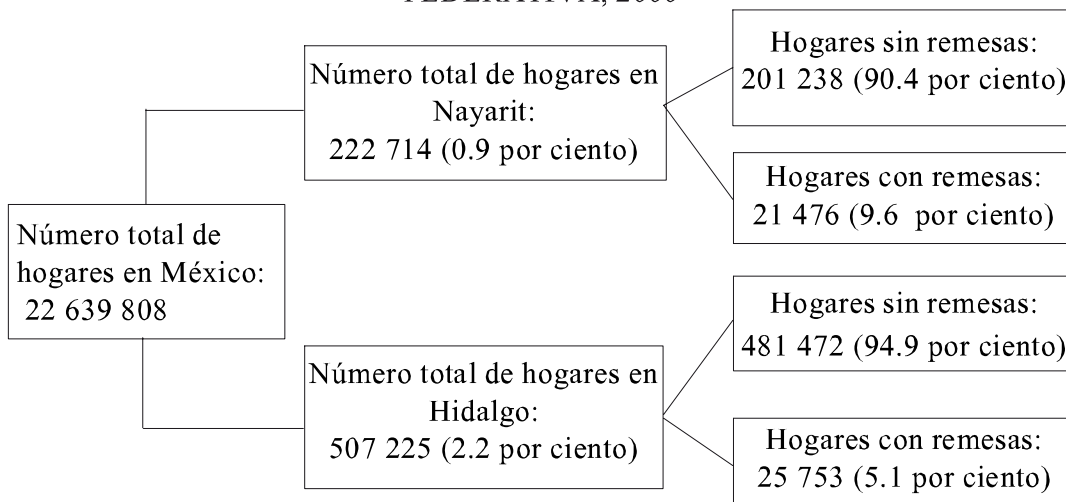 FEDERATIVA, 2000
Número total de
hogares en México:
22 639 808
Número total de hogares en
Nayarit:
222 714 (0.9 por ciento)
Hogares sin remesas:
201 238 (90.4 por ciento)
Hogares con remesas:
21 476 (9.6 por ciento)
Número total de hogares en
Hidalgo:
507 225 (2.2 por ciento)
Hogares sin remesas:
481 472 (94.9 por ciento)
Hogares con remesas:
25 753 (5.1 por ciento)